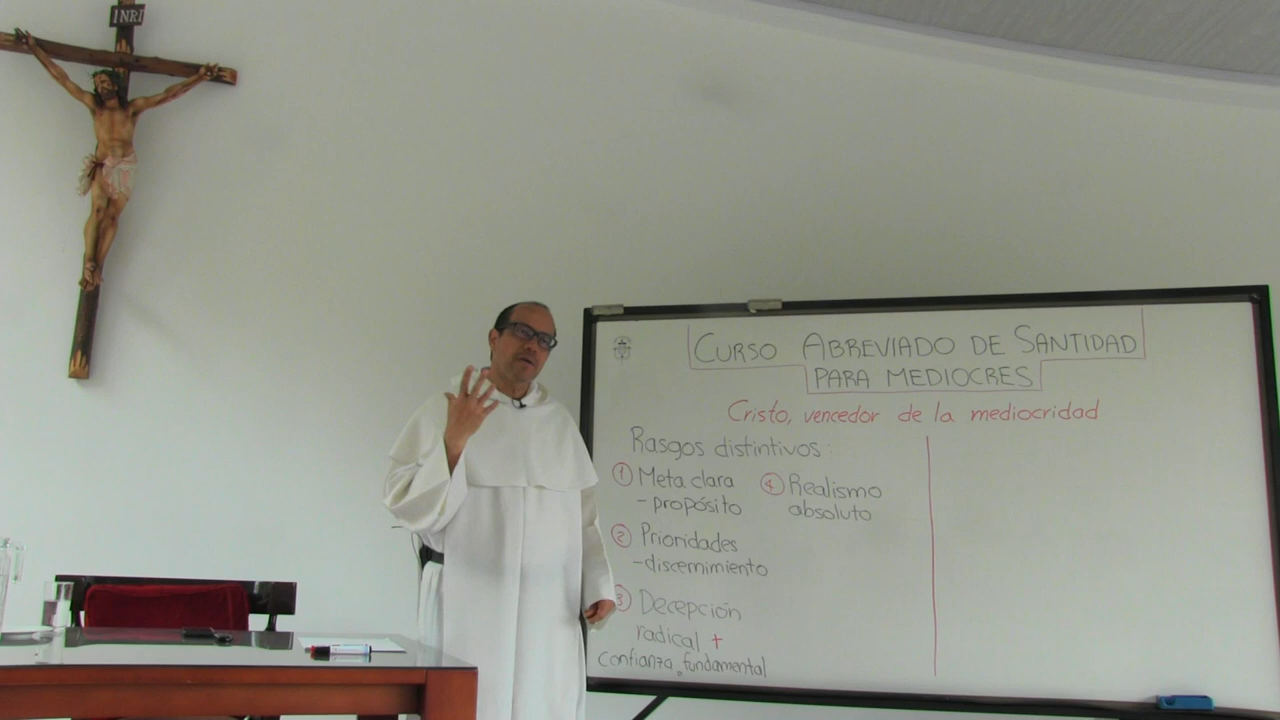 INRI
CURSO ABREVIADO DE SANTIDAD
PARA MEDIOCRES
Cristo, vencedor de la mediocridad
Rasgos distintivos:
① Meta clara
- propósito
② Prioridades
- discernimiento
③ Decepción
radical +
confianza fundamental
④ Realismo
absoluto